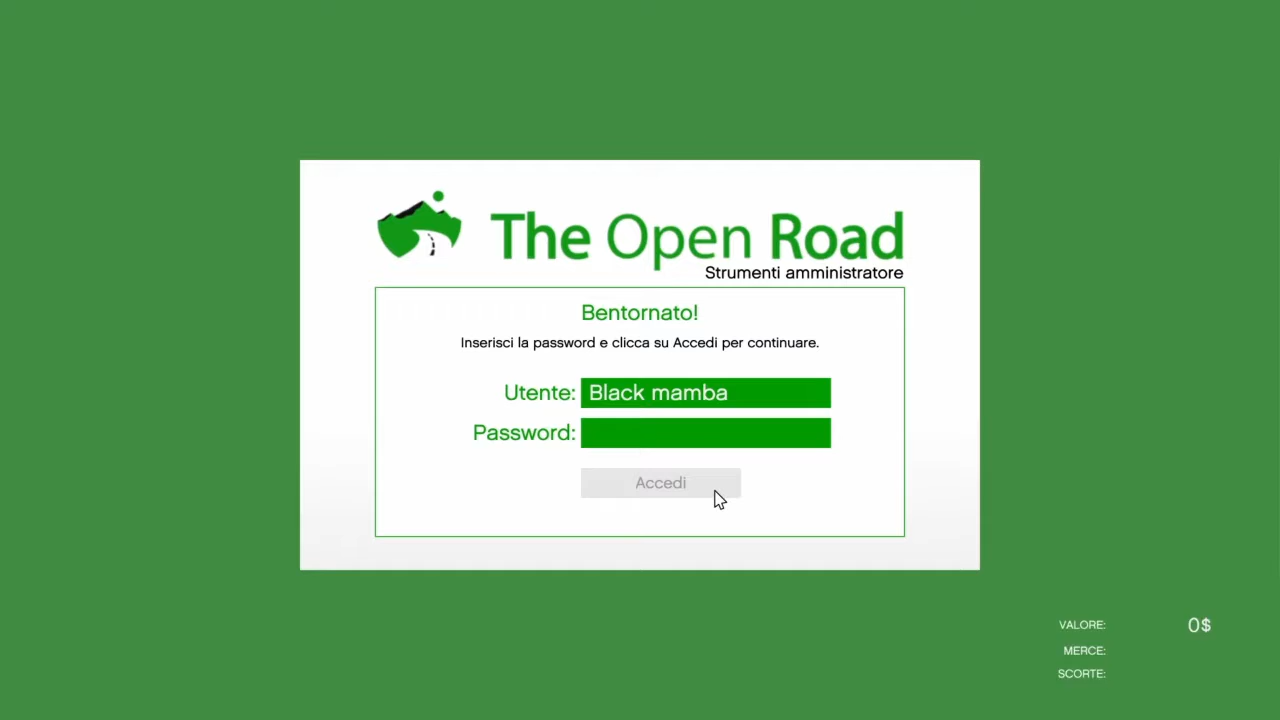 The Open Road
Strumenti amministratore
Bentornato!
Inserisci la password e clicca su Accedi per continuare.
Utente: Black mamba
Password:
Accedi
VALORE: 0$
MERCE:
SCORTE: